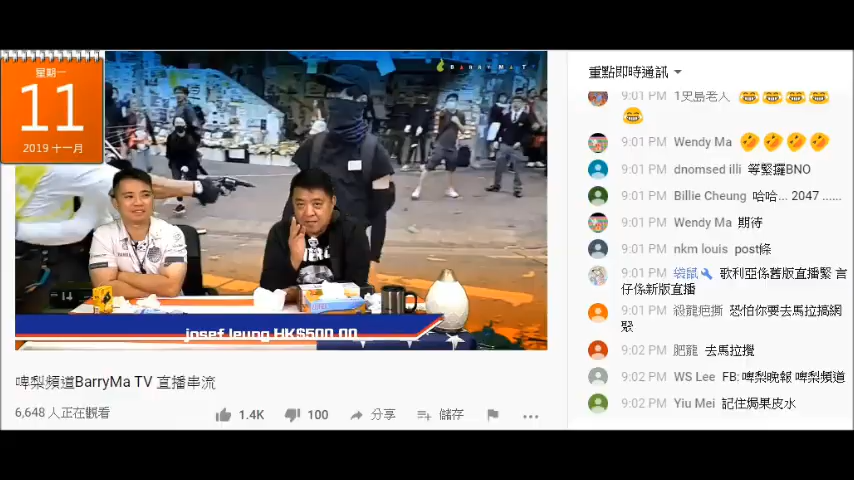 星期一
11
2019 十一月
BARRY MA T
josef leung HK$500.00
啤梨頻道BarryMa TV 直播串流
6,648 人正在觀看
1.4K
100
分享
儲存
重點即時通訊
9:01 PM 1史島老人 😂😂😂😂
😂
9:01 PM Wendy Ma 🤣🤣🤣🤣
9:01 PM dnomsed illi 等緊攞BNO
9:01 PM Billie Cheung 哈哈... 2047 ......
9:01 PM Wendy Ma 期待
9:01 PM nkm louis post條
9:01 PM 袋鼠 歌利亞係舊版直播緊 言
仔係新版直播
9:01 PM 殺龍疤撕 恐怕你要去馬拉搞網
聚
9:02 PM 肥龍 去馬拉攪
9:02 PM WS Lee FB: 啤梨晚報 啤梨頻道
9:02 PM Yiu Mei 記住焗果皮水